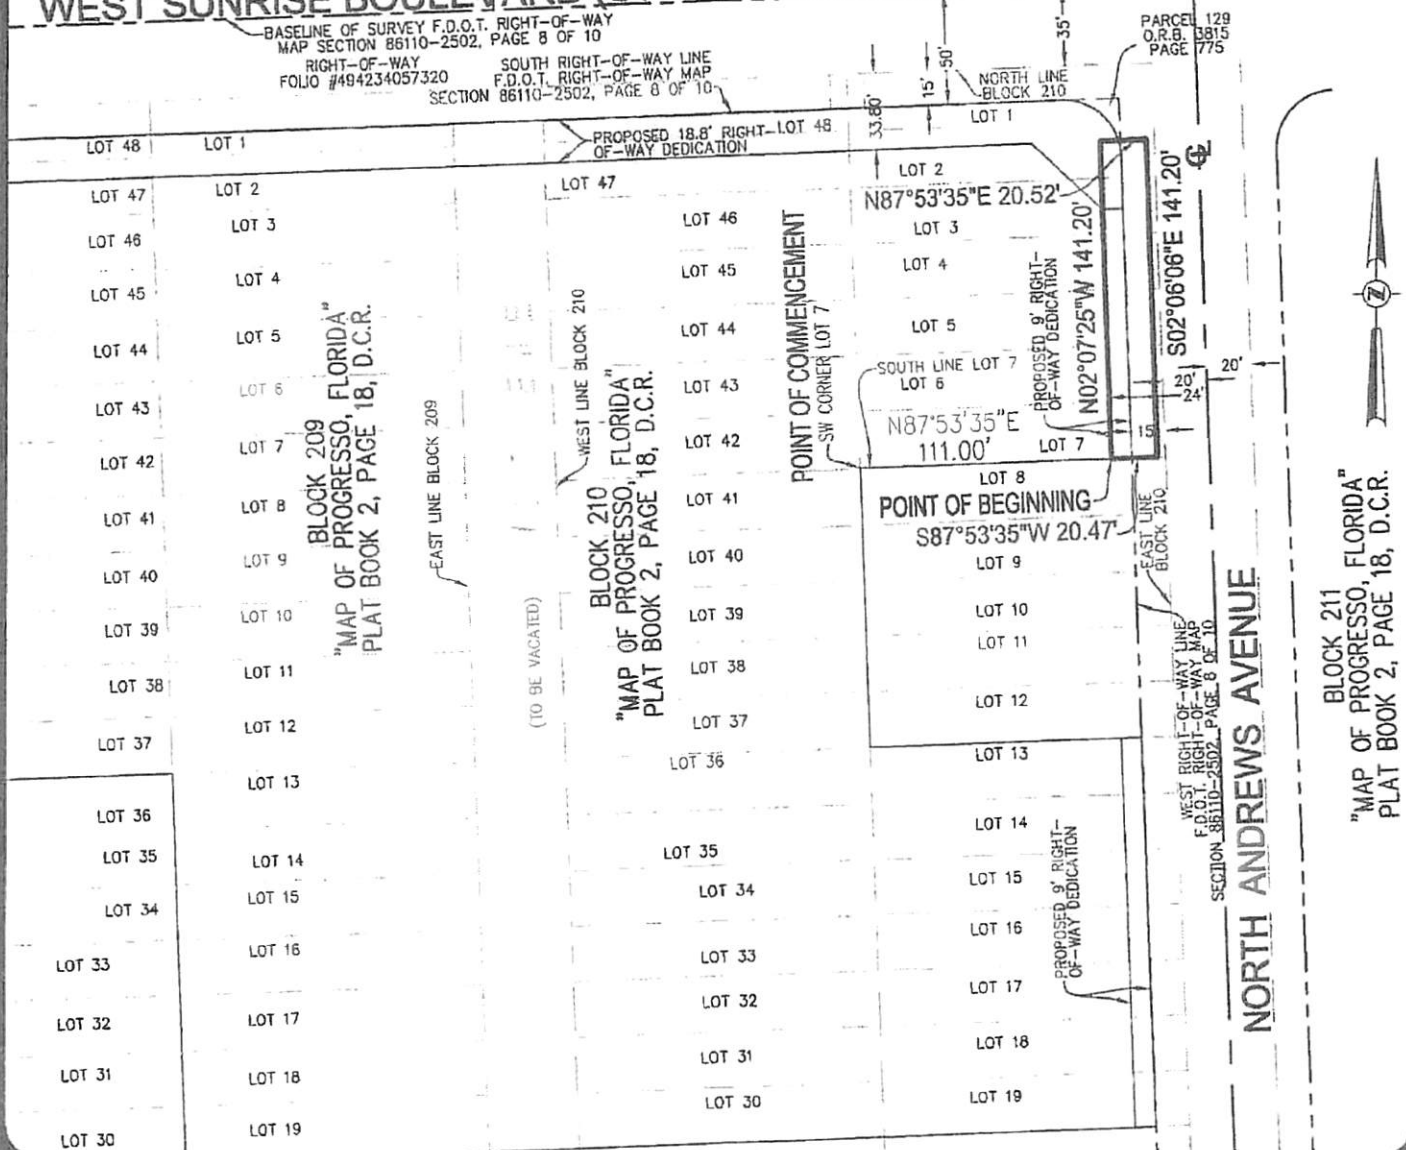 WEST SUNRISE BOULEVARD
BASELINE OF SURVEY F.D.O.T. RIGHT-OF-WAY
MAP SECTION 86110-2502, PAGE 8 OF 10
RIGHT-OF-WAY
FOLIO #494234057320
SOUTH RIGHT-OF-WAY LINE
F.D.O.T. RIGHT-OF-WAY MAP
SECTION 86110-2502, PAGE 8 OF 10
50'
35'
15'
33.80'
NORTH LINE
BLOCK 210
PARCEL 129
O.R.B. 3815
PAGE 775
LOT 48
LOT 47
LOT 46
LOT 45
LOT 44
LOT 43
LOT 42
LOT 41
LOT 40
LOT 39
LOT 38
LOT 37
LOT 36
LOT 35
LOT 34
LOT 33
LOT 32
LOT 31
LOT 30
LOT 1
LOT 2
LOT 3
LOT 4
LOT 5
LOT 6
LOT 7
LOT 8
LOT 9
LOT 10
LOT 11
LOT 12
LOT 13
LOT 14
LOT 15
LOT 16
LOT 17
LOT 18
LOT 19
BLOCK 209
"MAP OF PROGRESSO, FLORIDA"
PLAT BOOK 2, PAGE 18, D.C.R.
EAST LINE BLOCK 209
(TO BE VACATED)
WEST LINE BLOCK 210
PROPOSED 18.8' RIGHT-
OF-WAY DEDICATION
LOT 48
LOT 47
LOT 46
LOT 45
LOT 44
LOT 43
LOT 42
LOT 41
LOT 40
LOT 39
LOT 38
LOT 37
LOT 36
LOT 35
LOT 34
LOT 33
LOT 32
LOT 31
LOT 30
BLOCK 210
"MAP OF PROGRESSO, FLORIDA"
PLAT BOOK 2, PAGE 18, D.C.R.
POINT OF COMMENCEMENT
SW CORNER LOT 7
LOT 1
LOT 2
N87°53'35"E 20.52'
LOT 3
LOT 4
LOT 5
SOUTH LINE LOT 7
LOT 6
N87°53'35"E
111.00'
LOT 7
LOT 8
POINT OF BEGINNING
S87°53'35"W 20.47'
LOT 9
LOT 10
LOT 11
LOT 12
LOT 13
LOT 14
LOT 15
LOT 16
LOT 17
LOT 18
LOT 19
PROPOSED 9' RIGHT-
OF-WAY DEDICATION
N02°07'25"W 141.20'
S02°06'06"E 141.20'
20'
20'
24'
15'
EAST LINE
BLOCK 210
PROPOSED 9' RIGHT-
OF-WAY DEDICATION
WEST RIGHT-OF-WAY LINE
F.D.O.T. RIGHT-OF-WAY MAP
SECTION 86110-2502, PAGE 8 OF 10
NORTH ANDREWS AVENUE
BLOCK 211
"MAP OF PROGRESSO, FLORIDA"
PLAT BOOK 2, PAGE 18, D.C.R.
Z